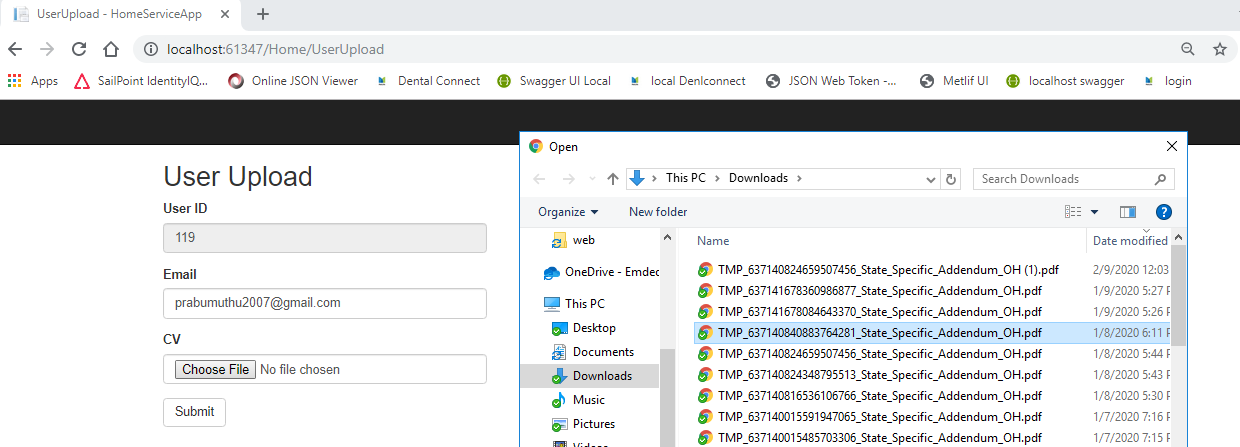 UserUpload - HomeServiceApp
localhost:61347/Home/UserUpload
Apps SailPoint IdentityIQ... Online JSON Viewer Dental Connect Swagger UI Local local DenIconnect JSON Web Token -... Metlif UI localhost swagger login
User Upload
User ID
119
Email
prabumuthu2007@gmail.com
CV
Choose File No file chosen
Submit
Open
This PC > Downloads >
Search Downloads
Organize New folder
web
OneDrive - Emdec
This PC
Desktop
Documents
Downloads
Music
Pictures
Videos
Name Date modified
TMP_637140824659507456_State_Specific_Addendum_OH (1).pdf 2/9/2020 12:03
TMP_637141678360986877_State_Specific_Addendum_OH.pdf 1/9/2020 5:27 P
TMP_637141678084643370_State_Specific_Addendum_OH.pdf 1/9/2020 5:26 P
TMP_637140840883764281_State_Specific_Addendum_OH.pdf 1/8/2020 6:11 P
TMP_637140824659507456_State_Specific_Addendum_OH.pdf 1/8/2020 5:44 P
TMP_637140824348795513_State_Specific_Addendum_OH.pdf 1/8/2020 5:43 P
TMP_637140816536106766_State_Specific_Addendum_OH.pdf 1/8/2020 5:30 P
TMP_637140015591947065_State_Specific_Addendum_OH.pdf 1/7/2020 7:16 P
TMP_637140015485703306_State_Specific_Addendum_OH.pdf 1/7/2020 7:15 P